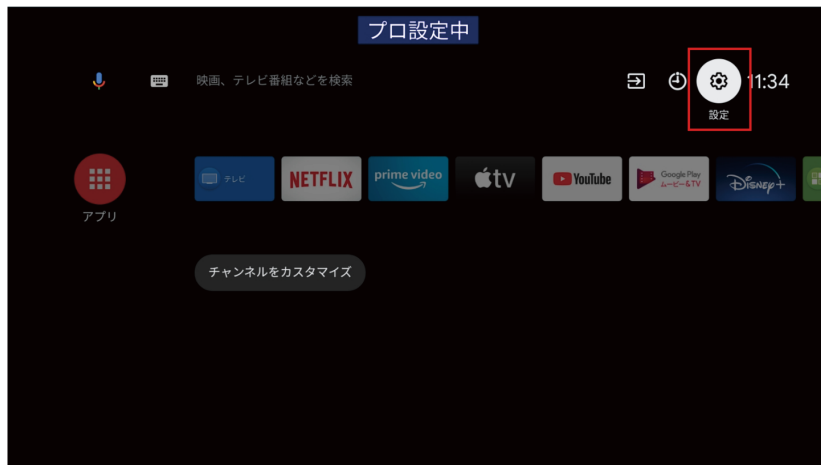 プロ設定中
映画、テレビ番組などを検索
11:34
設定
テレビ
NETFLIX
prime video
tv
YouTube
Google Play
ムービー&TV
Disney+
アプリ
チャンネルをカスタマイズ